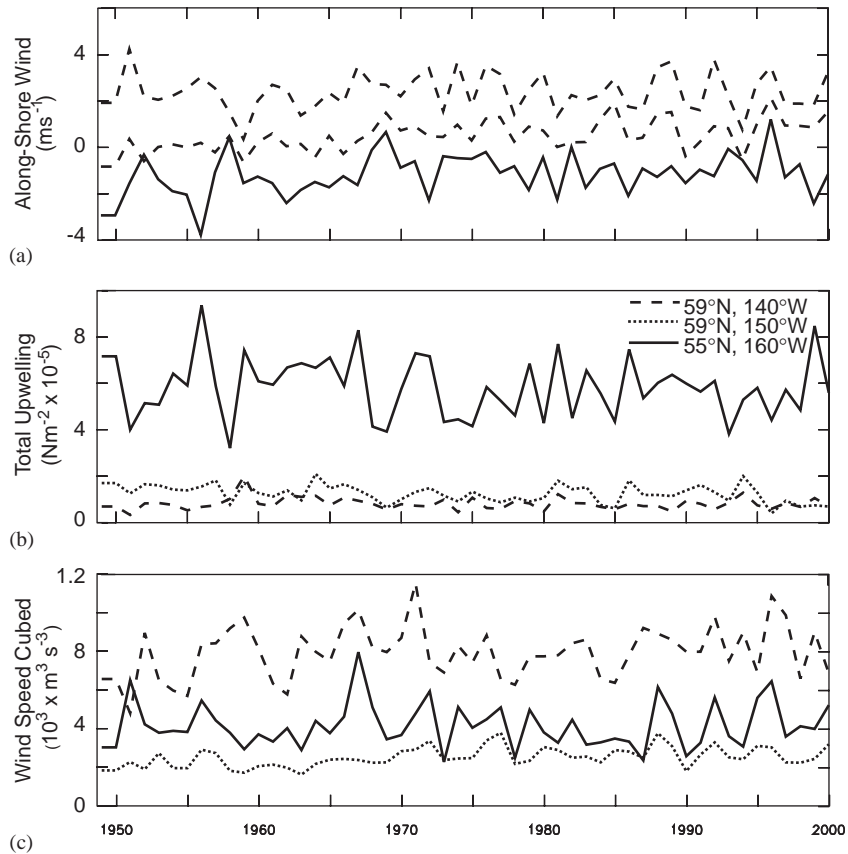 Along-Shore Wind
(ms⁻¹)
4
0
-4
(a)
Total Upwelling
(Nm⁻² x 10⁻⁵)
8
4
0
59°N, 140°W
59°N, 150°W
55°N, 160°W
(b)
Wind Speed Cubed
(10³ x m³ s⁻³)
1.2
8
4
0
1950
1960
1970
1980
1990
2000
(c)